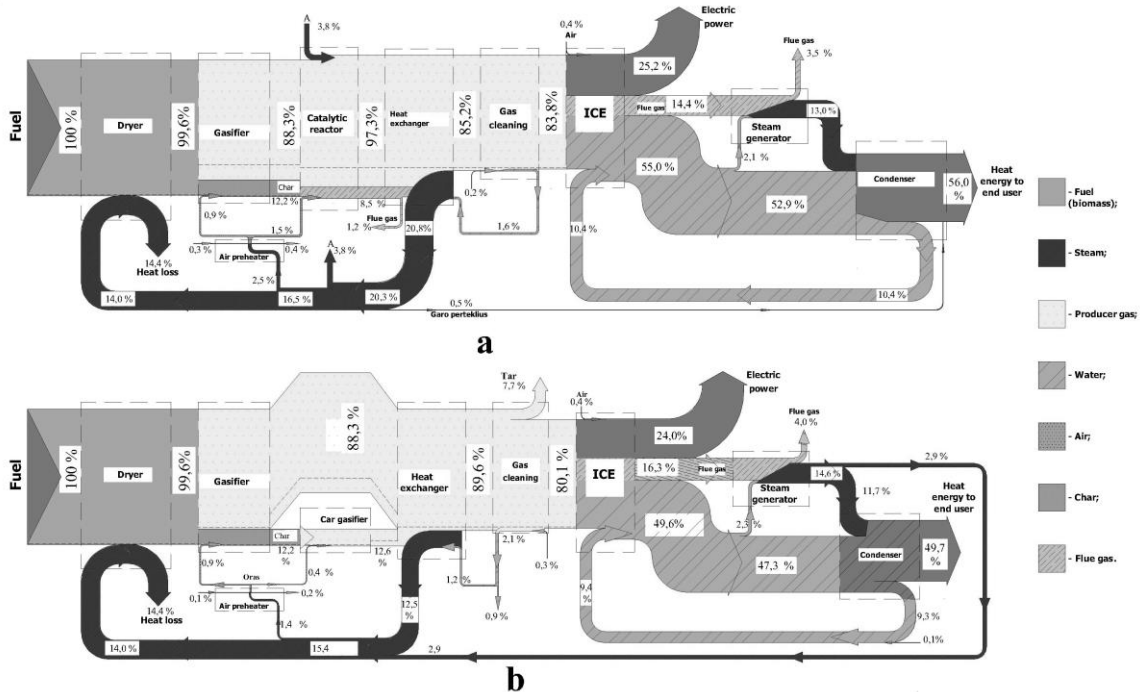 A
3,8 %
0,4 %
Air
Electric
power
Flue gas
3,5 %
25,2 %
Fuel
100 %
Dryer
99,6%
Gasifier
88,3%
Catalytic
reactor
97,3%
Heat
exchanger
85,2%
Gas
cleaning
83,8%
ICE
Flue gas
14,4 %
Steam
generator
13,0%
2,1 %
55,0 %
52,9 %
Condenser
56,0
%
Heat
energy to
end user
Char
12,2 %
8,5 %
0,9 %
1,5 %
Flue gas
1,2 %
20,8%
0,2 %
1,6 %
10,4 %
0,3 %
0,4 %
Air preheater
A
3,8 %
14,4 %
Heat loss
2,5 %
14,0 %
16,5 %
20,3 %
0,5 %
Garo perteklius
10,4 %
a
- Fuel
(biomass);
- Steam;
- Producer gas;
- Water;
- Air;
- Char;
- Flue gas.
Tar
7,7 %
Air
0,4 %
Electric
power
Flue gas
4,0 %
24,0%
Fuel
100 %
Dryer
99,6%
Gasifier
88,3 %
Heat
exchanger
89,6 %
Gas
cleaning
80,1 %
ICE
16,3 %
Flue gas
Steam
generator
14,6 %
2,9 %
11,7 %
2,3 %
49,6%
47,3 %
Condenser
49,7
%
Heat
energy to
end user
Car gasifier
Char
12,2
%
12,6
%
0,9 %
0,4
%
Oras
0,1 %
0,2 %
Air preheater
14,4 %
Heat loss
1,4 %
1,2 %
2,1 %
0,3 %
0,9 %
12,5
%
9,4
%
9,3
%
0,1%
14,0 %
15,4
2,9
b